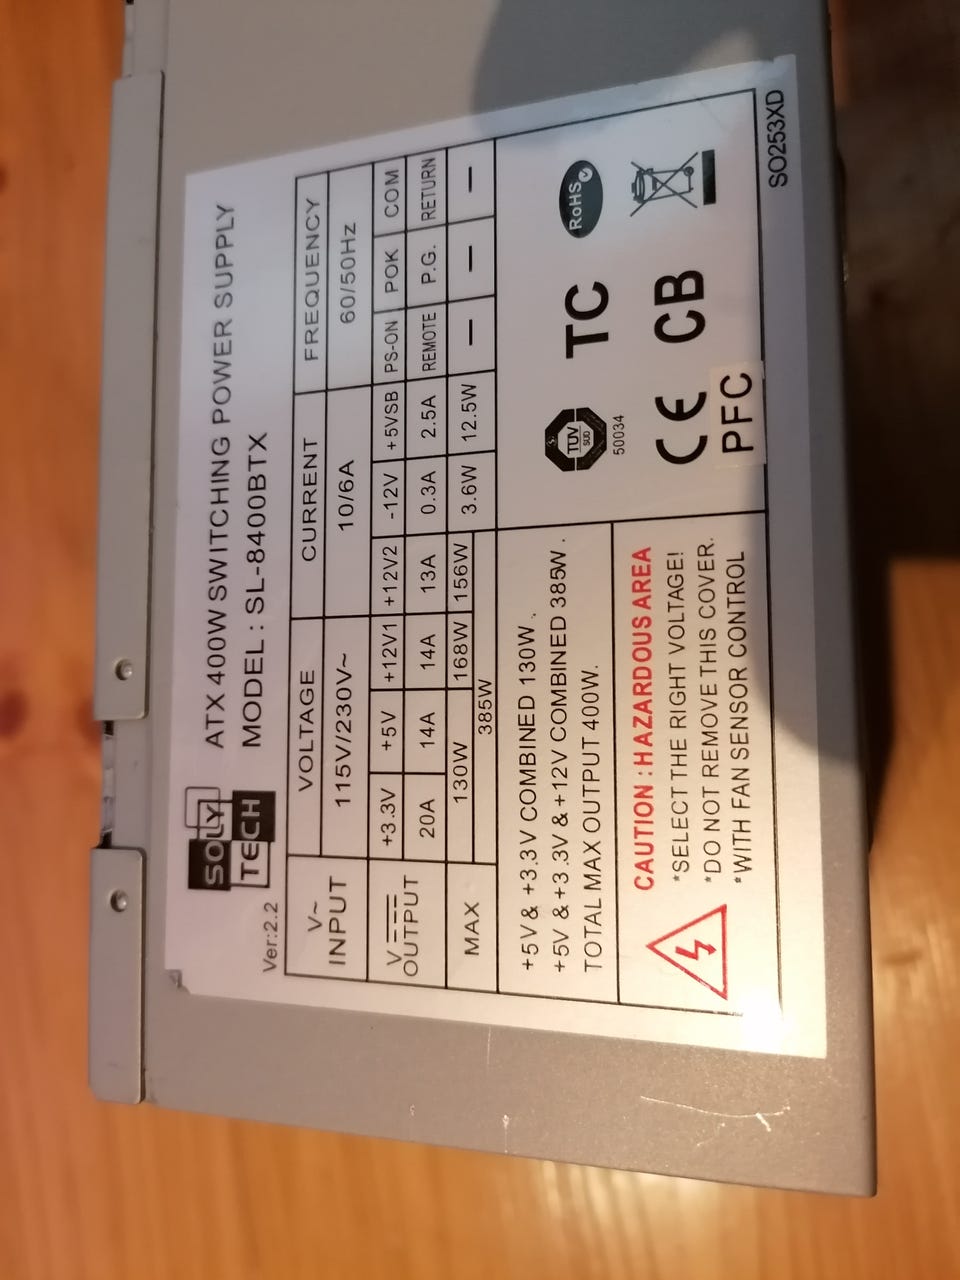 SOLY
TECH
Ver:2.2
ATX 400W SWITCHING POWER SUPPLY
MODEL : SL-8400BTX
V~ INPUT VOLTAGE CURRENT FREQUENCY
115V/230V~ 10/6A 60/50Hz
V OUTPUT +3.3V +5V +12V1 +12V2 -12V +5VSB PS-ON POK COM
20A 14A 14A 13A 0.3A 2.5A REMOTE P.G. RETURN
MAX 130W 168W 156W 3.6W 12.5W — — —
385W
+5V & +3.3V COMBINED 130W .
+5V & +3.3V & +12V COMBINED 385W .
TOTAL MAX OUTPUT 400W.
CAUTION : HAZARDOUS AREA
*SELECT THE RIGHT VOLTAGE!
*DO NOT REMOVE THIS COVER.
*WITH FAN SENSOR CONTROL
TUV
SUD
50034
TC
RoHS
CE CB
PFC
SO253XD